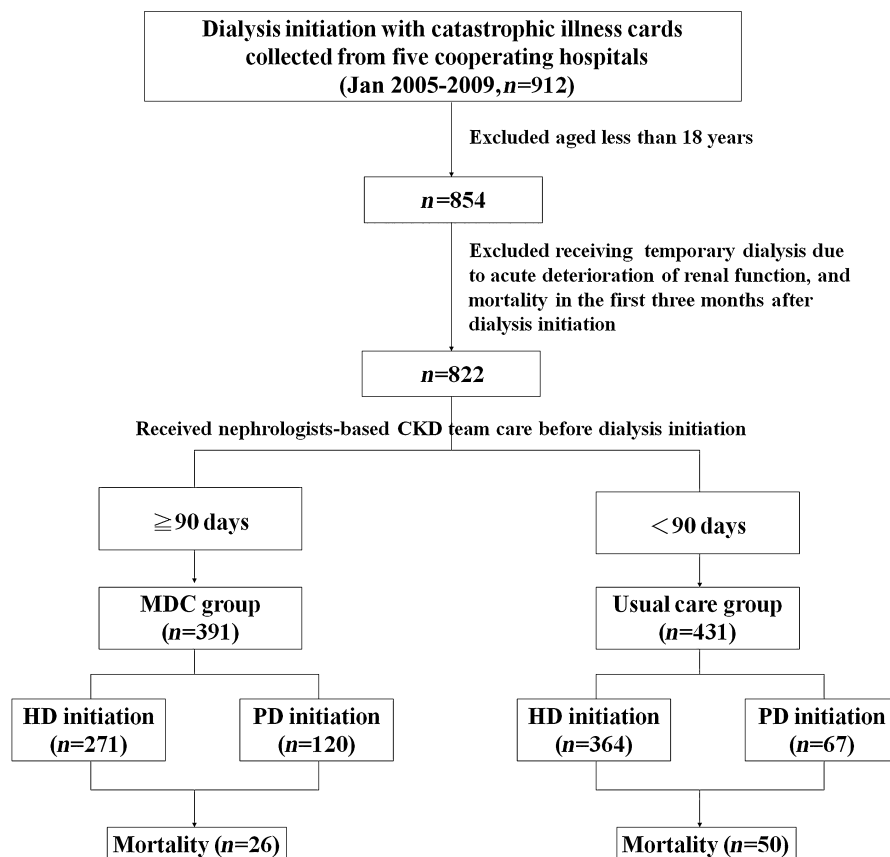 Dialysis initiation with catastrophic illness cards
collected from five cooperating hospitals
(Jan 2005-2009, n=912)
Excluded aged less than 18 years
n=854
Excluded receiving temporary dialysis due
to acute deterioration of renal function, and
mortality in the first three months after
dialysis initiation
n=822
Received nephrologists-based CKD team care before dialysis initiation
≧90 days
＜90 days
MDC group
(n=391)
Usual care group
(n=431)
HD initiation
(n=271)
PD initiation
(n=120)
HD initiation
(n=364)
PD initiation
(n=67)
Mortality (n=26)
Mortality (n=50)